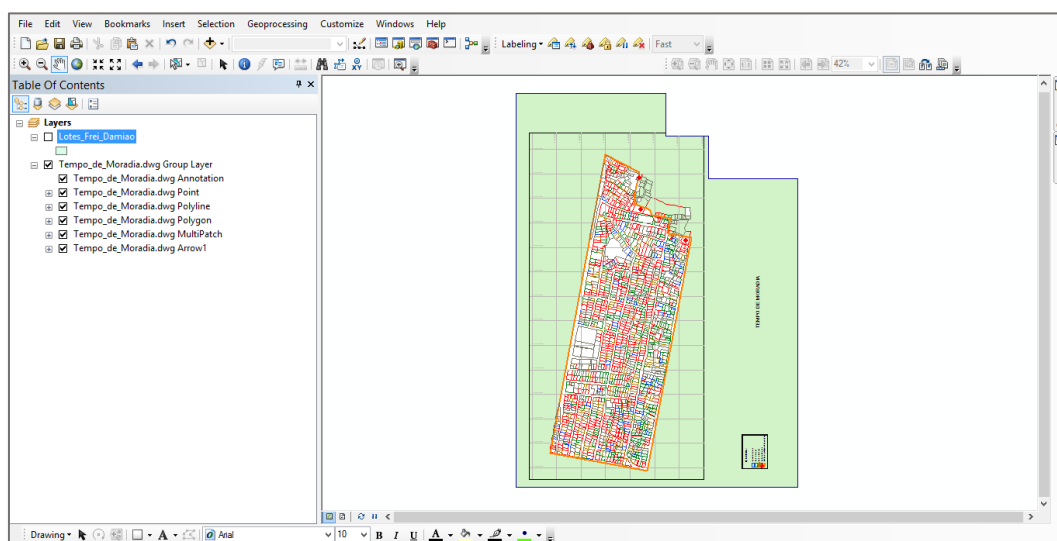 File Edit View Bookmarks Insert Selection Geoprocessing Customize Windows Help
Labeling Fast
42%
Table Of Contents
Layers
Lotes_Frei_Damiao
Tempo_de_Moradia.dwg Group Layer
Tempo_de_Moradia.dwg Annotation
Tempo_de_Moradia.dwg Point
Tempo_de_Moradia.dwg Polyline
Tempo_de_Moradia.dwg Polygon
Tempo_de_Moradia.dwg MultiPatch
Tempo_de_Moradia.dwg Arrow1
TEMPO DE MORADIA
Drawing A Arial 10 B I U A